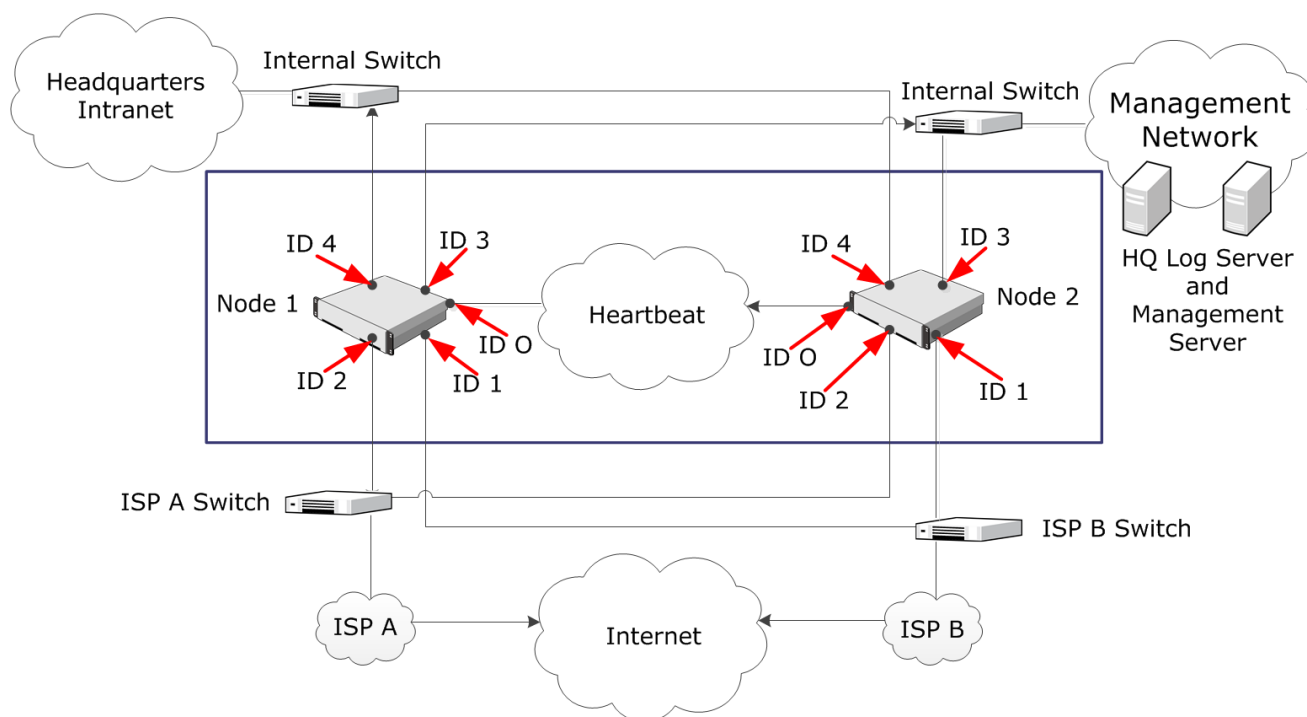 Internal Switch
Headquarters
Intranet
Internal Switch
Management
Network
ID 4
ID 3
ID 4
ID 3
HQ Log Server
and
Management
Server
Node 1
Heartbeat
Node 2
ID O
ID O
ID 2
ID 1
ID 2
ID 1
ISP A Switch
ISP B Switch
ISP A
Internet
ISP B